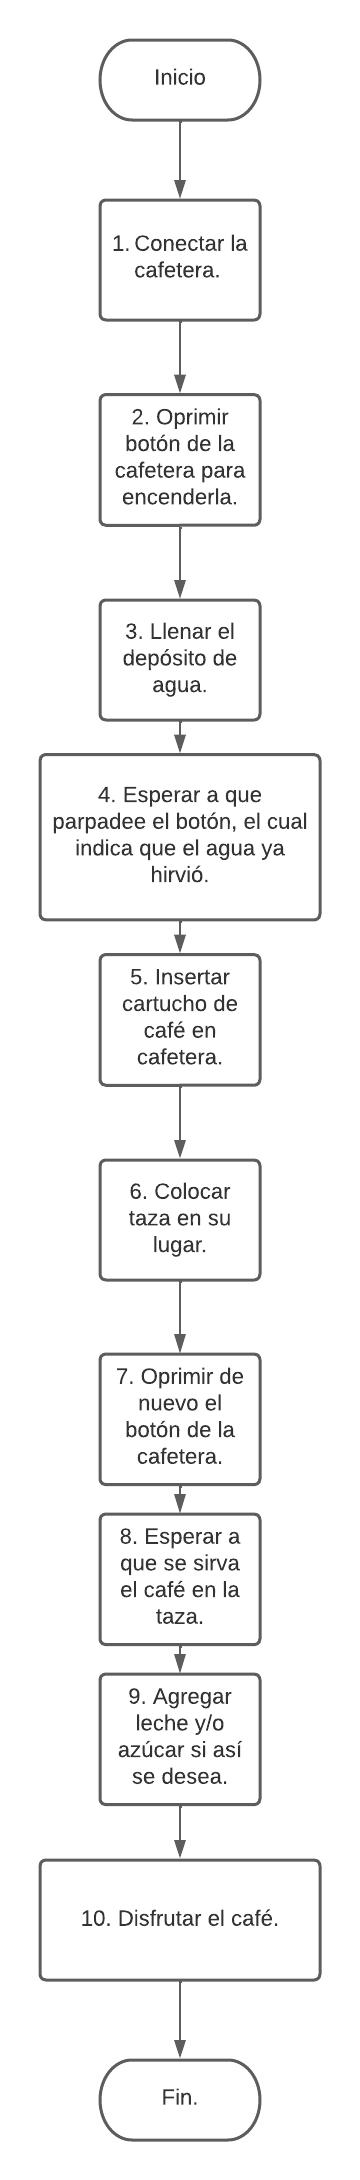 Inicio
1. Conectar la
cafetera.
2. Oprimir
botón de la
cafetera para
encenderla.
3. Llenar el
depósito de
agua.
4. Esperar a que
parpadee el botón, el cual
indica que el agua ya
hirvió.
5. Insertar
cartucho de
café en
cafetera.
6. Colocar
taza en su
lugar.
7. Oprimir de
nuevo el
botón de la
cafetera.
8. Esperar a
que se sirva
el café en la
taza.
9. Agregar
leche y/o
azúcar si así
se desea.
10. Disfrutar el café.
Fin.